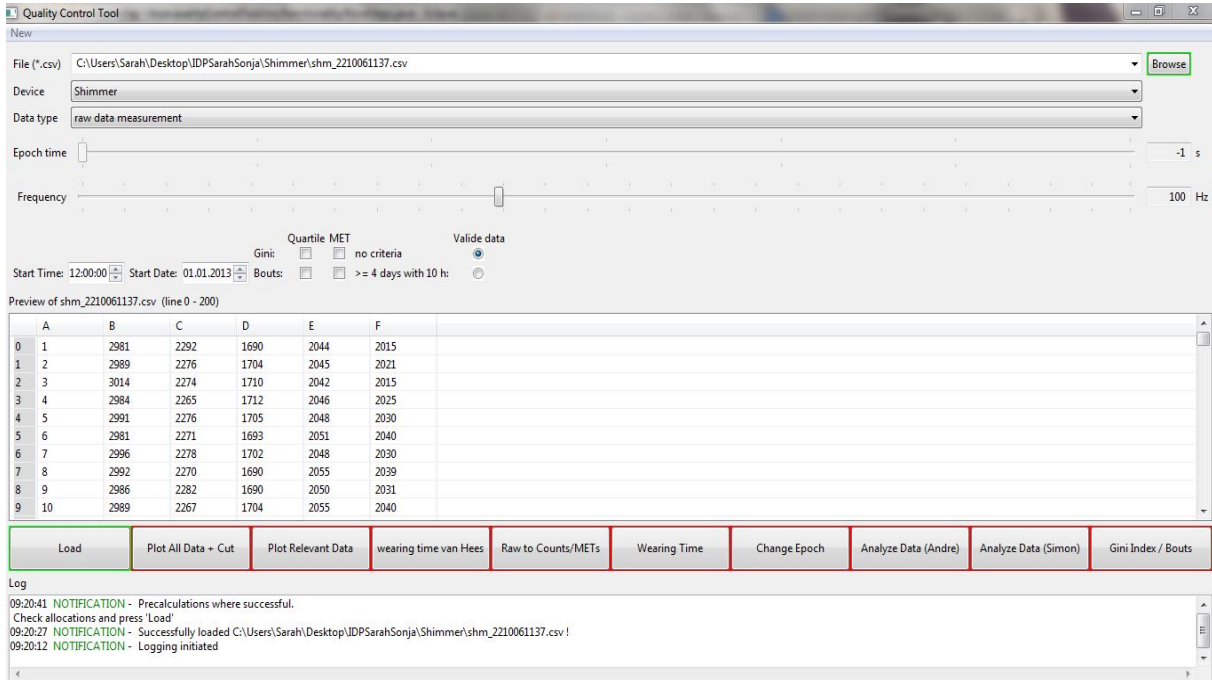 Quality Control Tool
New
File (*.csv) C:\Users\Sarah\Desktop\IDPSarahSonja\Shimmer\shm_2210061137.csv Browse
Device Shimmer
Data type raw data measurement
Epoch time -1 s
Frequency 100 Hz
Quartile MET Valide data
Gini: no criteria
Start Time: 12:00:00 Start Date: 01.01.2013 Bouts: >= 4 days with 10 h:
Preview of shm_2210061137.csv (line 0 - 200)
A B C D E F
0 1 2981 2292 1690 2044 2015
1 2 2989 2276 1704 2045 2021
2 3 3014 2274 1710 2042 2015
3 4 2984 2265 1712 2046 2025
4 5 2991 2276 1705 2048 2030
5 6 2981 2271 1693 2051 2040
6 7 2996 2278 1702 2048 2030
7 8 2992 2270 1690 2055 2039
8 9 2986 2282 1690 2050 2031
9 10 2989 2267 1704 2055 2040
Load Plot All Data + Cut Plot Relevant Data wearing time van Hees Raw to Counts/METs Wearing Time Change Epoch Analyze Data (Andre) Analyze Data (Simon) Gini Index / Bouts
Log
09:20:41 NOTIFICATION - Precalculations where successful.
Check allocations and press 'Load'
09:20:27 NOTIFICATION - Successfully loaded C:\Users\Sarah\Desktop\IDPSarahSonja\Shimmer\shm_2210061137.csv !
09:20:12 NOTIFICATION - Logging initiated